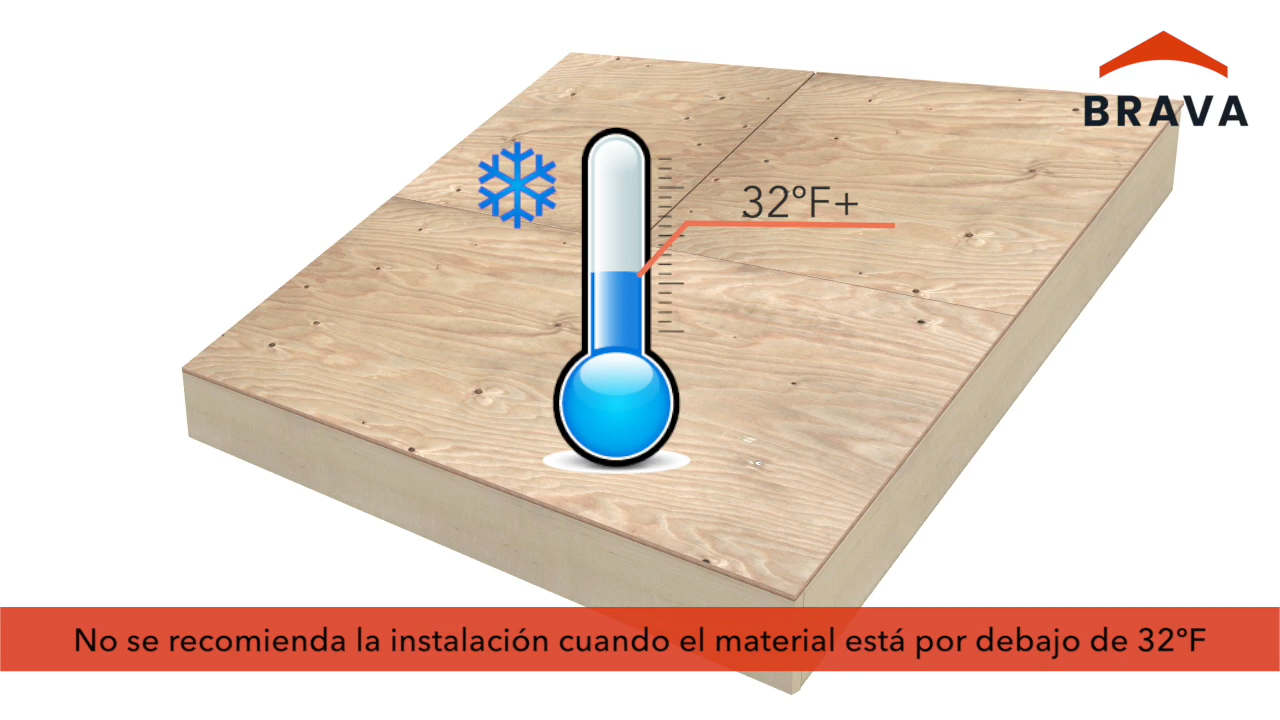 BRAVA
32°F+
No se recomienda la instalación cuando el material está por debajo de 32°F